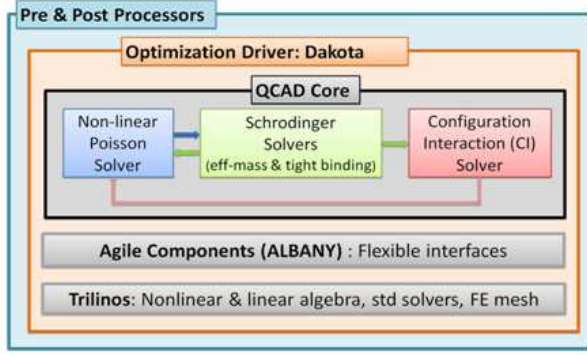 Pre & Post Processors
Optimization Driver: Dakota
QCAD Core
Non-linear
Poisson
Solver
Schrodinger
Solvers
(eff-mass & tight binding)
Configuration
Interaction (CI)
Solver
Agile Components (ALBANY) : Flexible interfaces
Trilinos: Nonlinear & linear algebra, std solvers, FE mesh